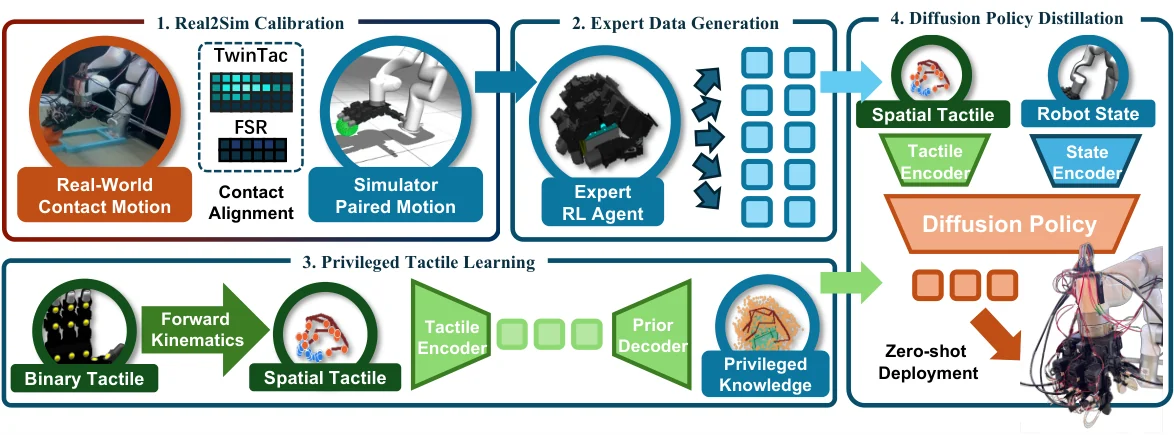 1. Real2Sim Calibration
TwinTac
FSR
Contact
Alignment
Real-World
Contact Motion
Simulator
Paired Motion
2. Expert Data Generation
Expert
RL Agent
3. Privileged Tactile Learning
Binary Tactile
Forward
Kinematics
Spatial Tactile
Tactile
Encoder
Prior
Decoder
Privileged
Knowledge
4. Diffusion Policy Distillation
Spatial Tactile
Robot State
Tactile
Encoder
State
Encoder
Diffusion Policy
Zero-shot
Deployment